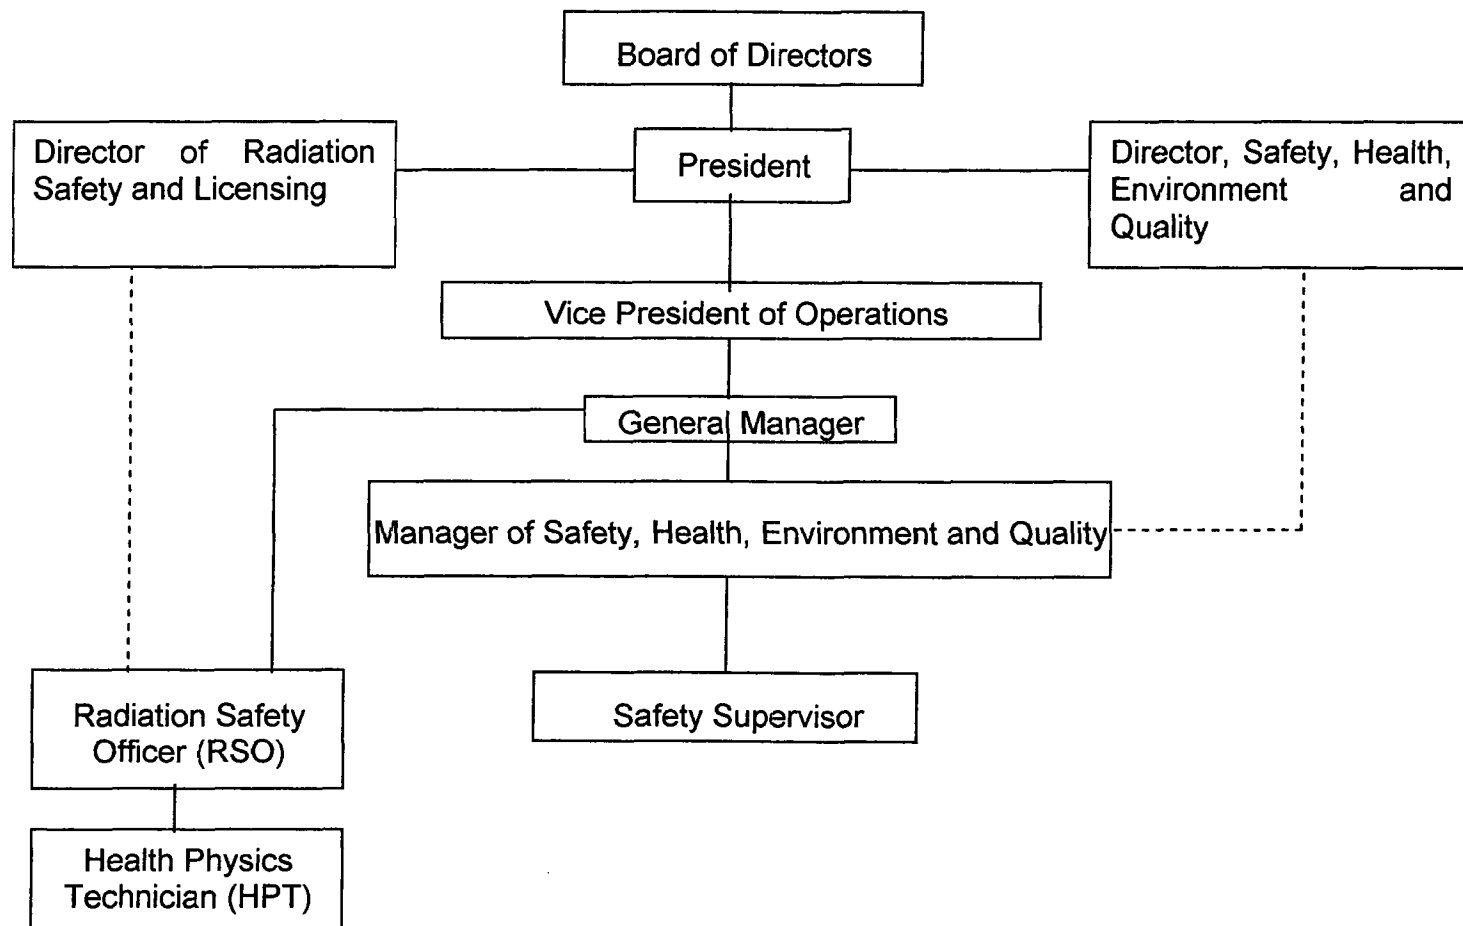 Board of Directors
Director of Radiation
Safety and Licensing
President
Director, Safety, Health,
Environment and
Quality
Vice President of Operations
General Manager
Manager of Safety, Health, Environment and Quality
Radiation Safety
Officer (RSO)
Safety Supervisor
Health Physics
Technician (HPT)